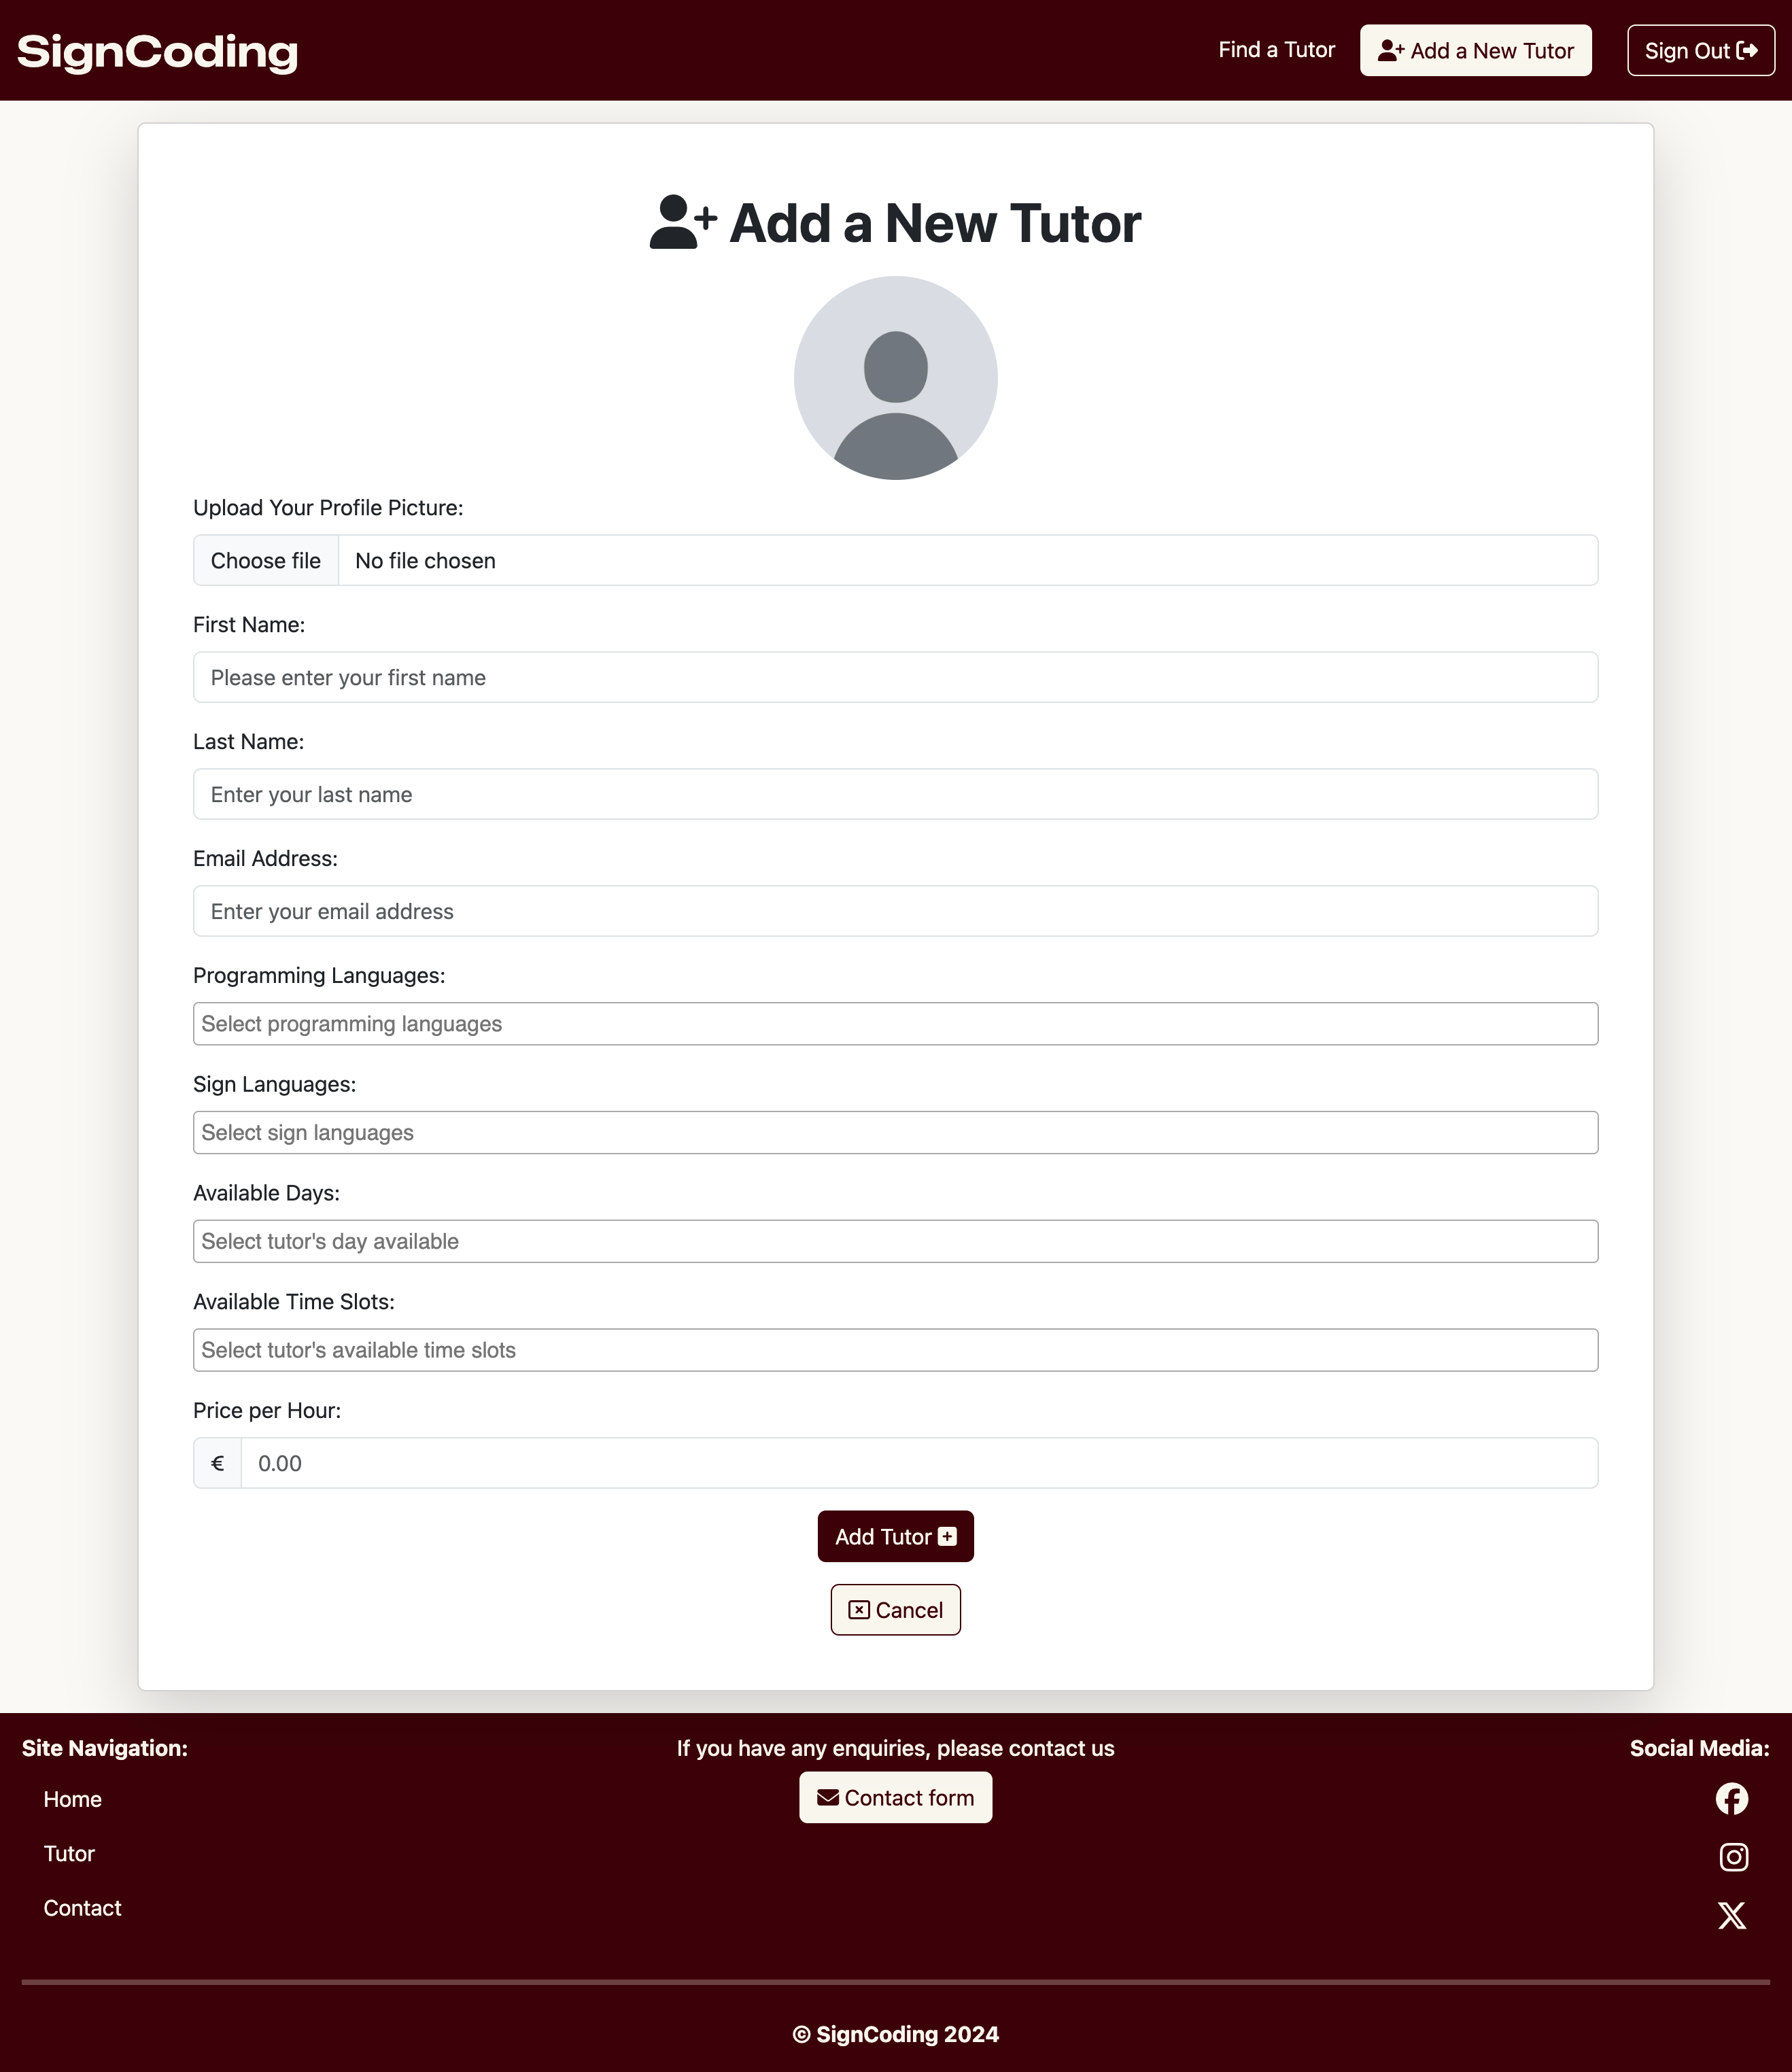 SignCoding
Find a Tutor
Add a New Tutor
Sign Out
Add a New Tutor
Upload Your Profile Picture:
Choose file
No file chosen
First Name:
Please enter your first name
Last Name:
Enter your last name
Email Address:
Enter your email address
Programming Languages:
Select programming languages
Sign Languages:
Select sign languages
Available Days:
Select tutor's day available
Available Time Slots:
Select tutor's available time slots
Price per Hour:
€
0.00
Add Tutor
Cancel
Site Navigation:
Home
Tutor
Contact
If you have any enquiries, please contact us
Contact form
Social Media:
© SignCoding 2024